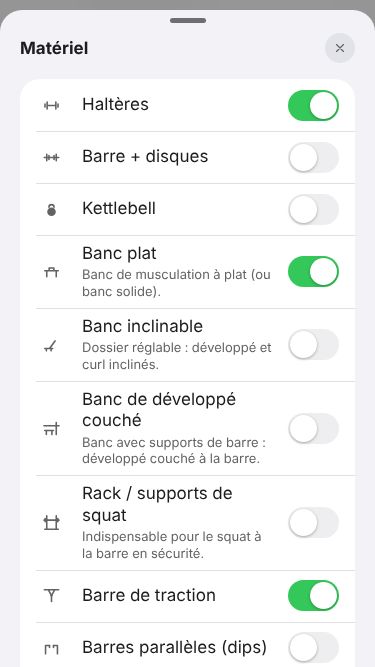 Matériel
Haltères
Barre + disques
Kettlebell
Banc plat
Banc de musculation à plat (ou
banc solide).
Banc inclinable
Dossier réglable : développé et
curl inclinés.
Banc de développé
couché
Banc avec supports de barre :
développé couché à la barre.
Rack / supports de
squat
Indispensable pour le squat à
la barre en sécurité.
Barre de traction
Barres parallèles (dips)